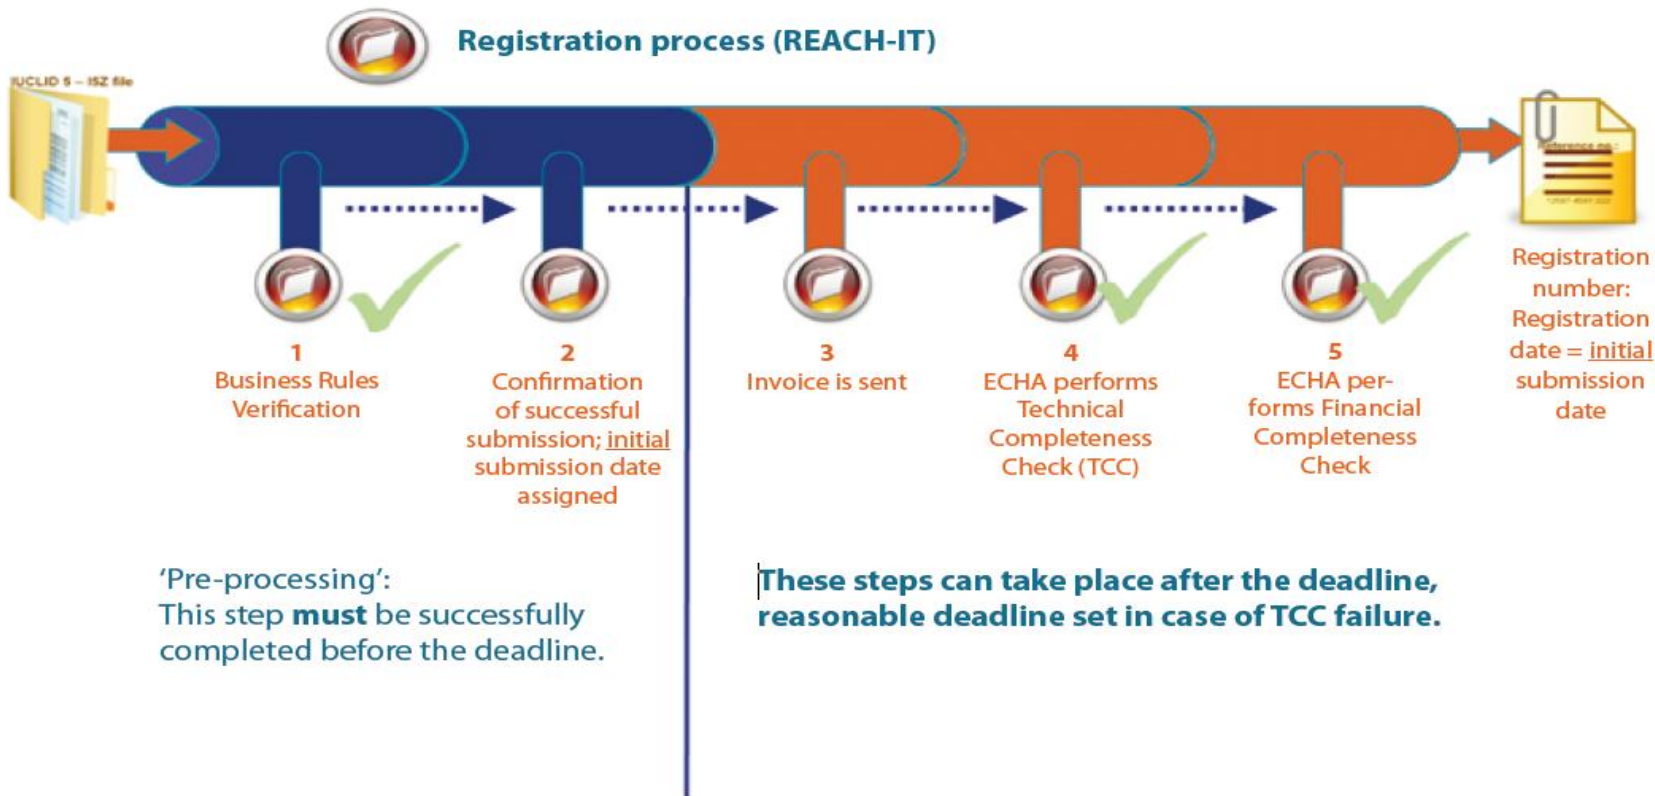 Registration process (REACH-IT)
IUCLID 5 – ISZ file
Reference no.:
1
Business Rules
Verification
2
Confirmation
of successful
submission; initial
submission date
assigned
3
Invoice is sent
4
ECHA performs
Technical
Completeness
Check (TCC)
5
ECHA per-
forms Financial
Completeness
Check
Registration
number:
Registration
date = initial
submission
date
‘Pre-processing’:
This step must be successfully
completed before the deadline.
These steps can take place after the deadline,
reasonable deadline set in case of TCC failure.